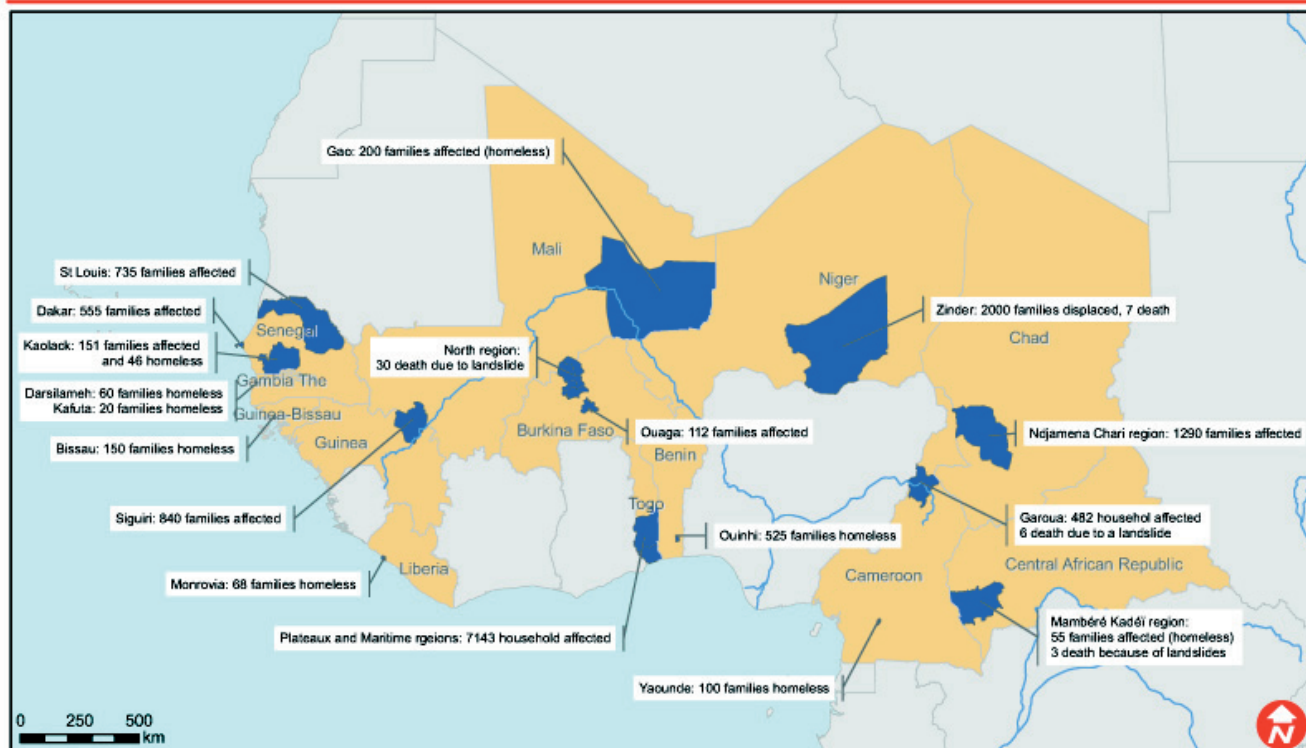 Gao: 200 families affected (homeless)
Mali
Niger
St Louis: 735 families affected
Zinder: 2000 families displaced, 7 death
Dakar: 555 families affected
Senegal
Chad
Kaolack: 151 families affected
and 46 homeless
North region:
30 death due to landslide
Gambia The
Darsilameh: 60 families homeless
Kafuta: 20 families homeless
Guinea-Bissau
Burkina Faso
Ouaga: 112 families affected
Ndjamena Chari region: 1290 families affected
Guinea
Bissau: 150 families homeless
Benin
Togo
Siguiri: 840 families affected
Garoua: 482 househol affected
6 death due to a landslide
Ouinhi: 525 families homeless
Central African Republic
Liberia
Cameroon
Monrovia: 68 families homeless
Plateaux and Maritime rgeions: 7143 household affected
Mambéré Kadéï region:
55 families affected (homeless)
3 death because of landslides
Yaounde: 100 families homeless
0 250 500
km
N